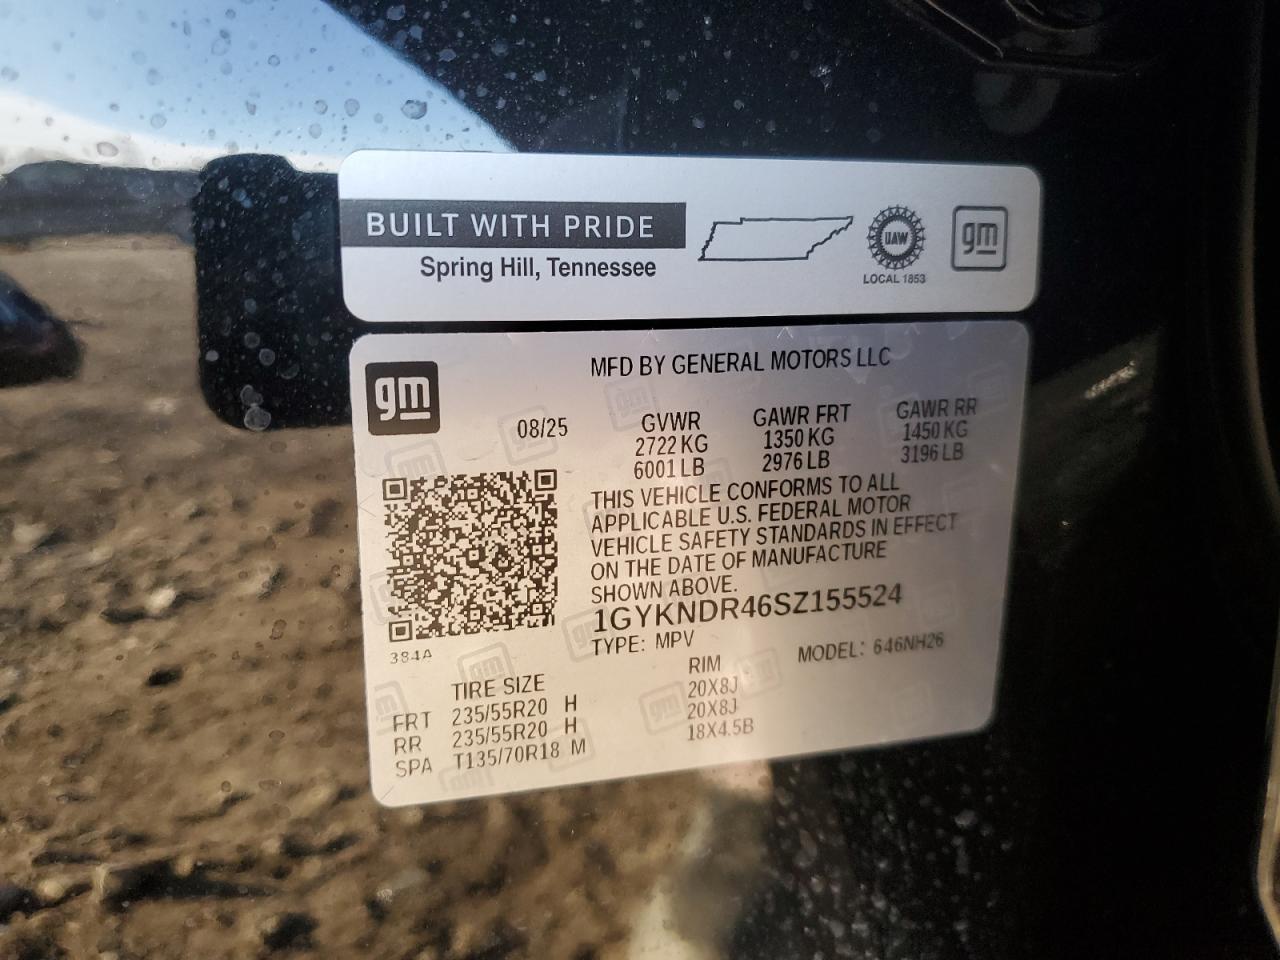 BUILT WITH PRIDE
Spring Hill, Tennessee
UAW
LOCAL 1853
gm
MFD BY GENERAL MOTORS LLC
gm
08/25
GVWR GAWR FRT GAWR RR
2722 KG 1350 KG 1450 KG
6001 LB 2976 LB 3196 LB
THIS VEHICLE CONFORMS TO ALL
APPLICABLE U.S. FEDERAL MOTOR
VEHICLE SAFETY STANDARDS IN EFFECT
ON THE DATE OF MANUFACTURE
SHOWN ABOVE.
1GYKNDR46SZ155524
TYPE: MPV MODEL: 646NH26
384A
TIRE SIZE RIM
FRT 235/55R20 H 20X8J
RR 235/55R20 H 20X8J
SPA T135/70R18 M 18X4.5B